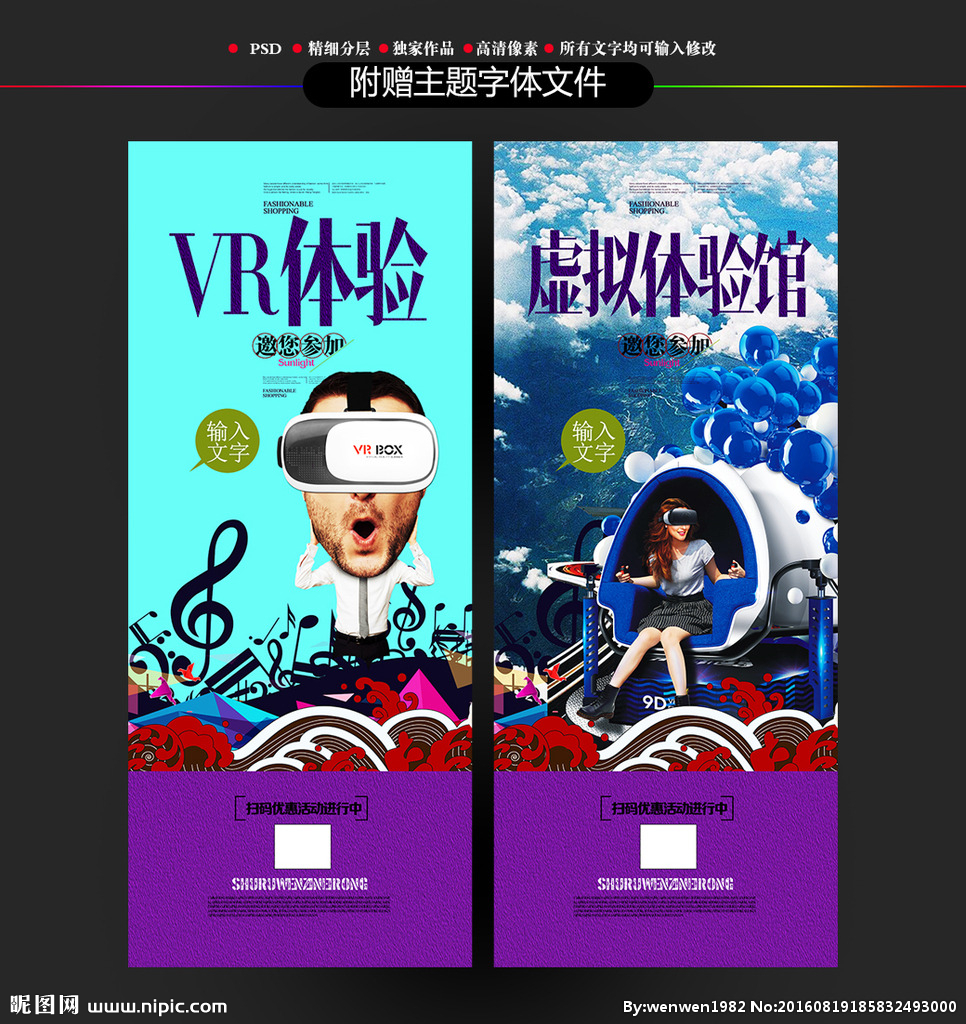 PSD 精细分层 独家作品 高清像素 所有文字均可输入修改
附赠主题字体文件
FASHIONABLE
SHOPPING
VR体验
邀您参加
Sunlight
FASHIONABLE
SHOPPING
输入
文字
VR BOX
扫码优惠活动进行中
SHURUWENZINERONG
FASHIONABLE
SHOPPING
虚拟体验馆
邀您参加
Sunlight
输入
文字
9D
扫码优惠活动进行中
SHURUWENZINERONG
昵图网 www.nipic.com
By:wenwen1982 No:20160819185832493000